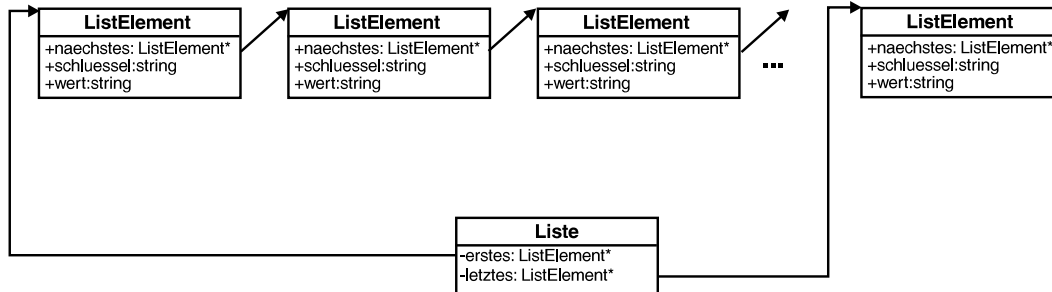 ListElement
+naechstes: ListElement*
+schluessel:string
+wert:string
ListElement
+naechstes: ListElement*
+schluessel:string
+wert:string
ListElement
+naechstes: ListElement*
+schluessel:string
+wert:string
...
ListElement
+naechstes: ListElement*
+schluessel:string
+wert:string
Liste
-erstes: ListElement*
-letztes: ListElement*